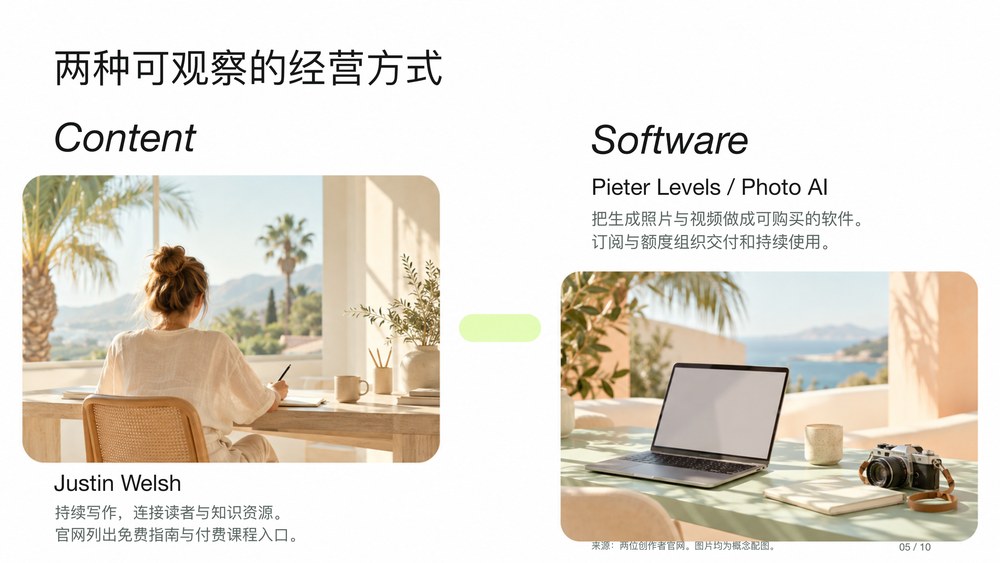 两种可观察的经营方式
Content
Justin Welsh
持续写作，连接读者与知识资源。
官网列出免费指南与付费课程入口。
Software
Pieter Levels / Photo AI
把生成照片与视频做成可购买的软件。
订阅与额度组织交付和持续使用。
来源：两位创作者官网。图片均为概念配图。
05 / 10